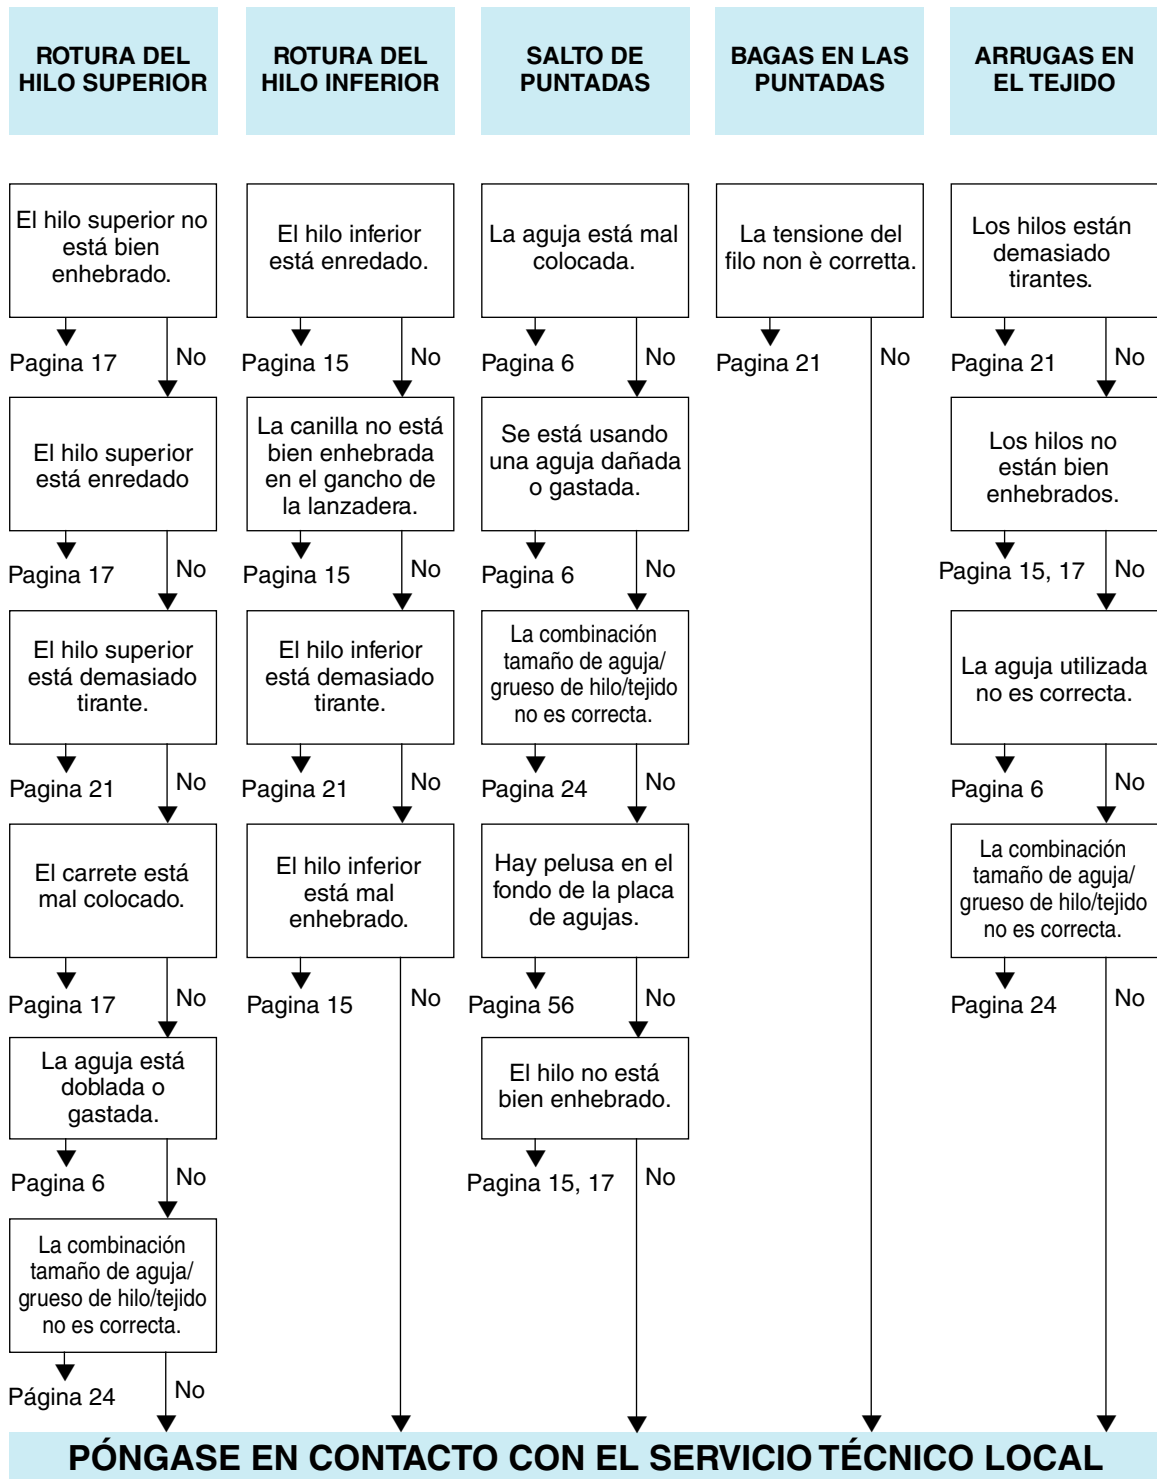 ROTURA DEL
HILO SUPERIOR
El hilo superior no
está bien
enhebrado.
Pagina 17
No
El hilo superior
está enredado
Pagina 17
No
El hilo superior
está demasiado
tirante.
Pagina 21
No
El carrete está
mal colocado.
Pagina 17
No
La aguja está
doblada o
gastada.
Pagina 6
No
La combinación
tamaño de aguja/
grueso de hilo/tejido
no es correcta.
Página 24
No
ROTURA DEL
HILO INFERIOR
El hilo inferior
está enredado.
Pagina 15
No
La canilla no está
bien enhebrada
en el gancho de
la lanzadera.
Pagina 15
No
El hilo inferior
está demasiado
tirante.
Pagina 21
No
El hilo inferior
está mal
enhebrado.
Pagina 15
No
SALTO DE
PUNTADAS
La aguja está mal
colocada.
Pagina 6
No
Se está usando
una aguja dañada
o gastada.
Pagina 6
No
La combinación
tamaño de aguja/
grueso de hilo/tejido
no es correcta.
Pagina 24
No
Hay pelusa en el
fondo de la placa
de agujas.
Pagina 56
No
El hilo no está
bien enhebrado.
Pagina 15, 17
No
BAGAS EN LAS
PUNTADAS
La tensione del
filo non è corretta.
Pagina 21
No
ARRUGAS EN
EL TEJIDO
Los hilos están
demasiado
tirantes.
Pagina 21
No
Los hilos no
están bien
enhebrados.
Pagina 15, 17
No
La aguja utilizada
no es correcta.
Pagina 6
No
La combinación
tamaño de aguja/
grueso de hilo/tejido
no es correcta.
Pagina 24
No
PÓNGASE EN CONTACTO CON EL SERVICIO TÉCNICO LOCAL